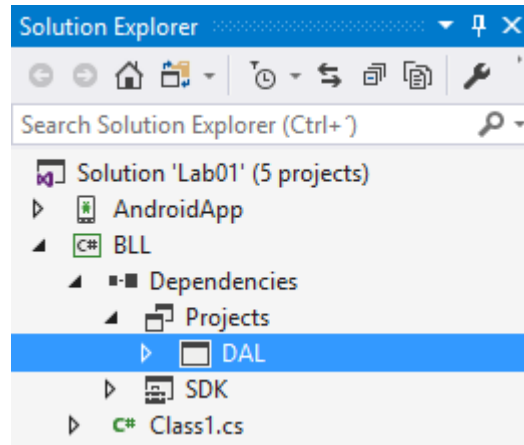 Solution Explorer
Search Solution Explorer (Ctrl+´)
Solution 'Lab01' (5 projects)
AndroidApp
C# BLL
Dependencies
Projects
DAL
SDK
C# Class1.cs